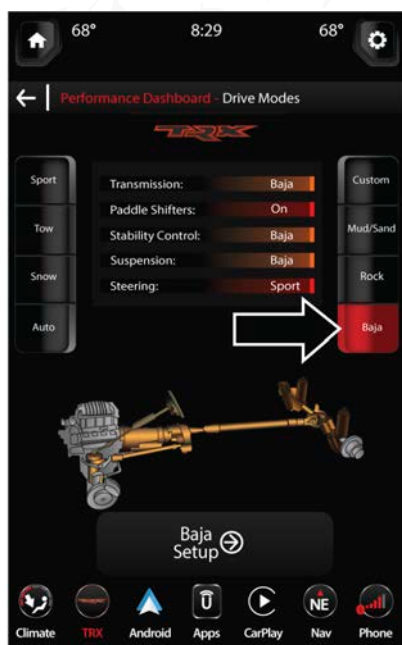 68° 8:29 68°
Performance Dashboard - Drive Modes
TRX
Sport
Tow
Snow
Auto
Transmission: Baja
Paddle Shifters: On
Stability Control: Baja
Suspension: Baja
Steering: Sport
Custom
Mud/Sand
Rock
Baja
Baja
Setup
NE
Climate TRX Android Apps CarPlay Nav Phone